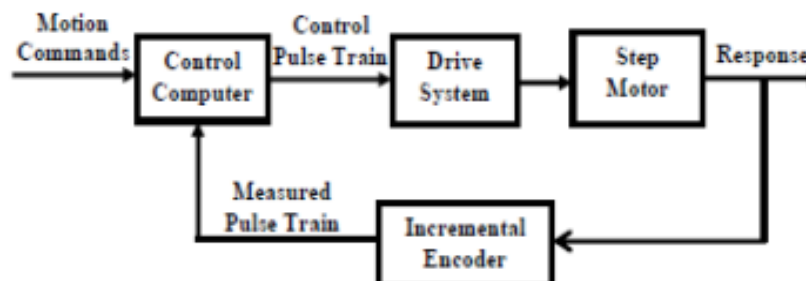 Motion
Commands
Control
Computer
Control
Pulse Train
Drive
System
Step
Motor
Response
Measured
Pulse Train
Incremental
Encoder